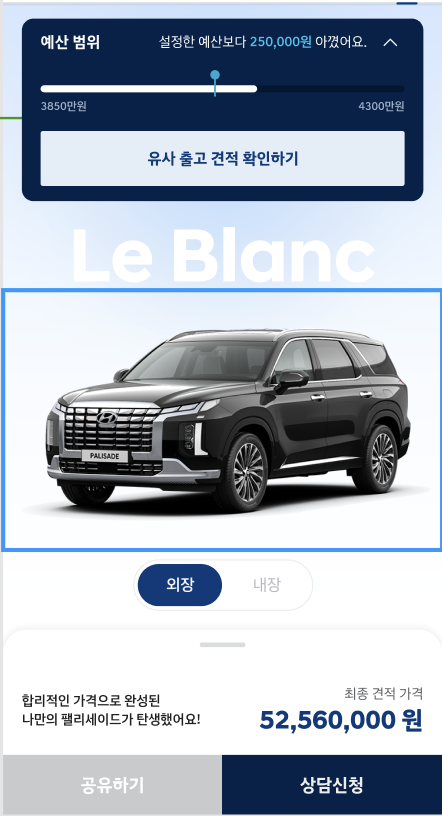 예산 범위
설정한 예산보다 250,000원 아꼈어요.
3850만원
4300만원
유사 출고 견적 확인하기
Le Blanc
PALISADE
외장
내장
합리적인 가격으로 완성된
나만의 팰리세이드가 탄생했어요!
최종 견적 가격
52,560,000 원
공유하기
상담신청